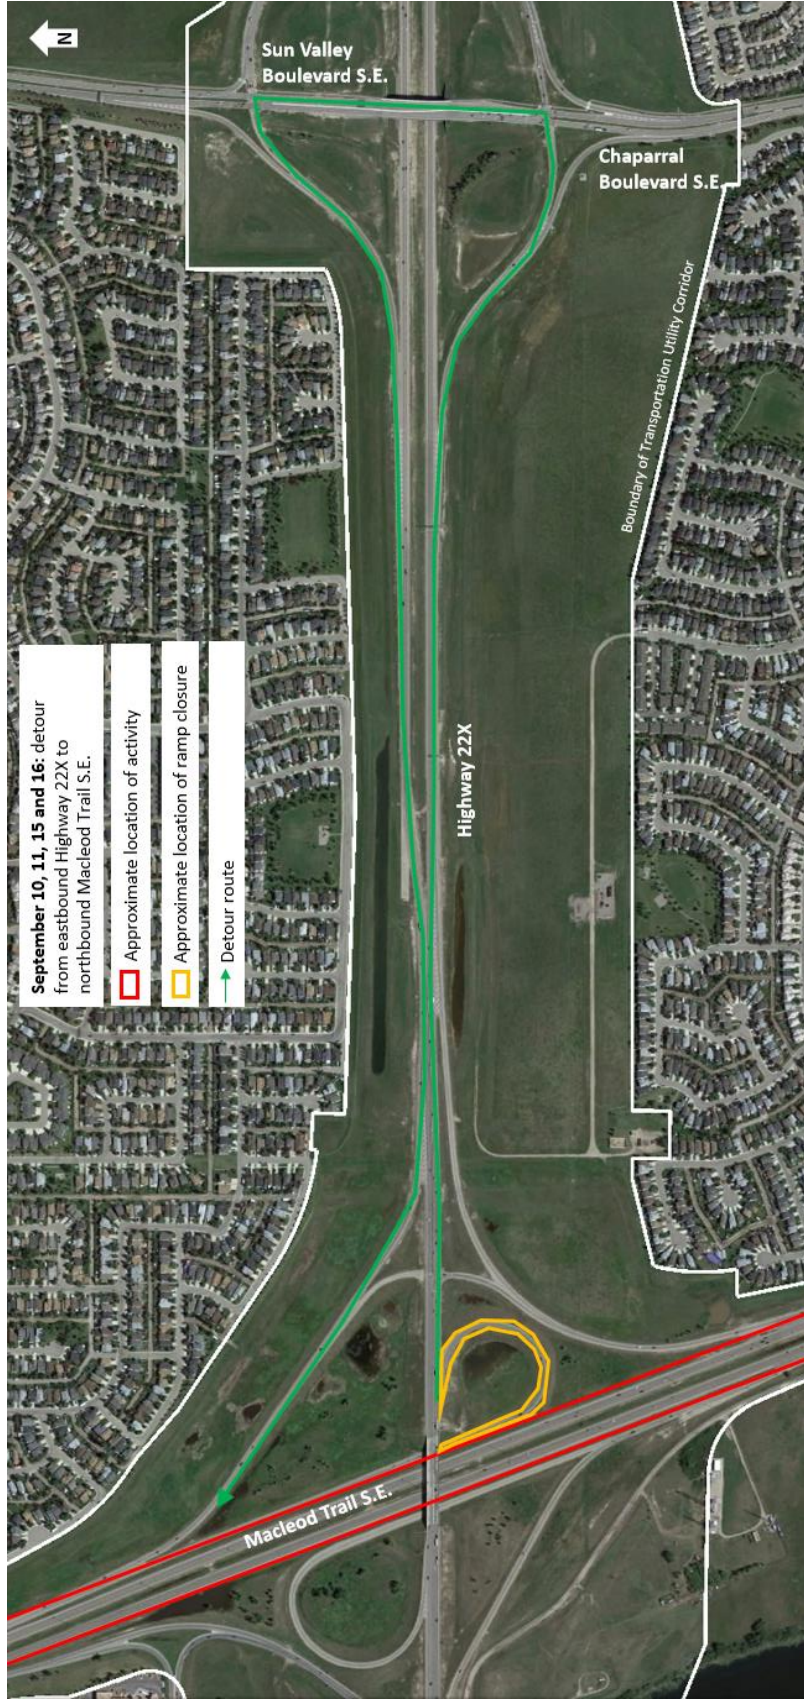 N
Sun Valley
Boulevard S.E.
Chaparral
Boulevard S.E.
Boundary of Transportation Utility Corridor
September 10, 11, 15 and 16: detour
from eastbound Highway 22X to
northbound Macleod Trail S.E.
Approximate location of activity
Approximate location of ramp closure
Detour route
Highway 22X
Macleod Trail S.E.